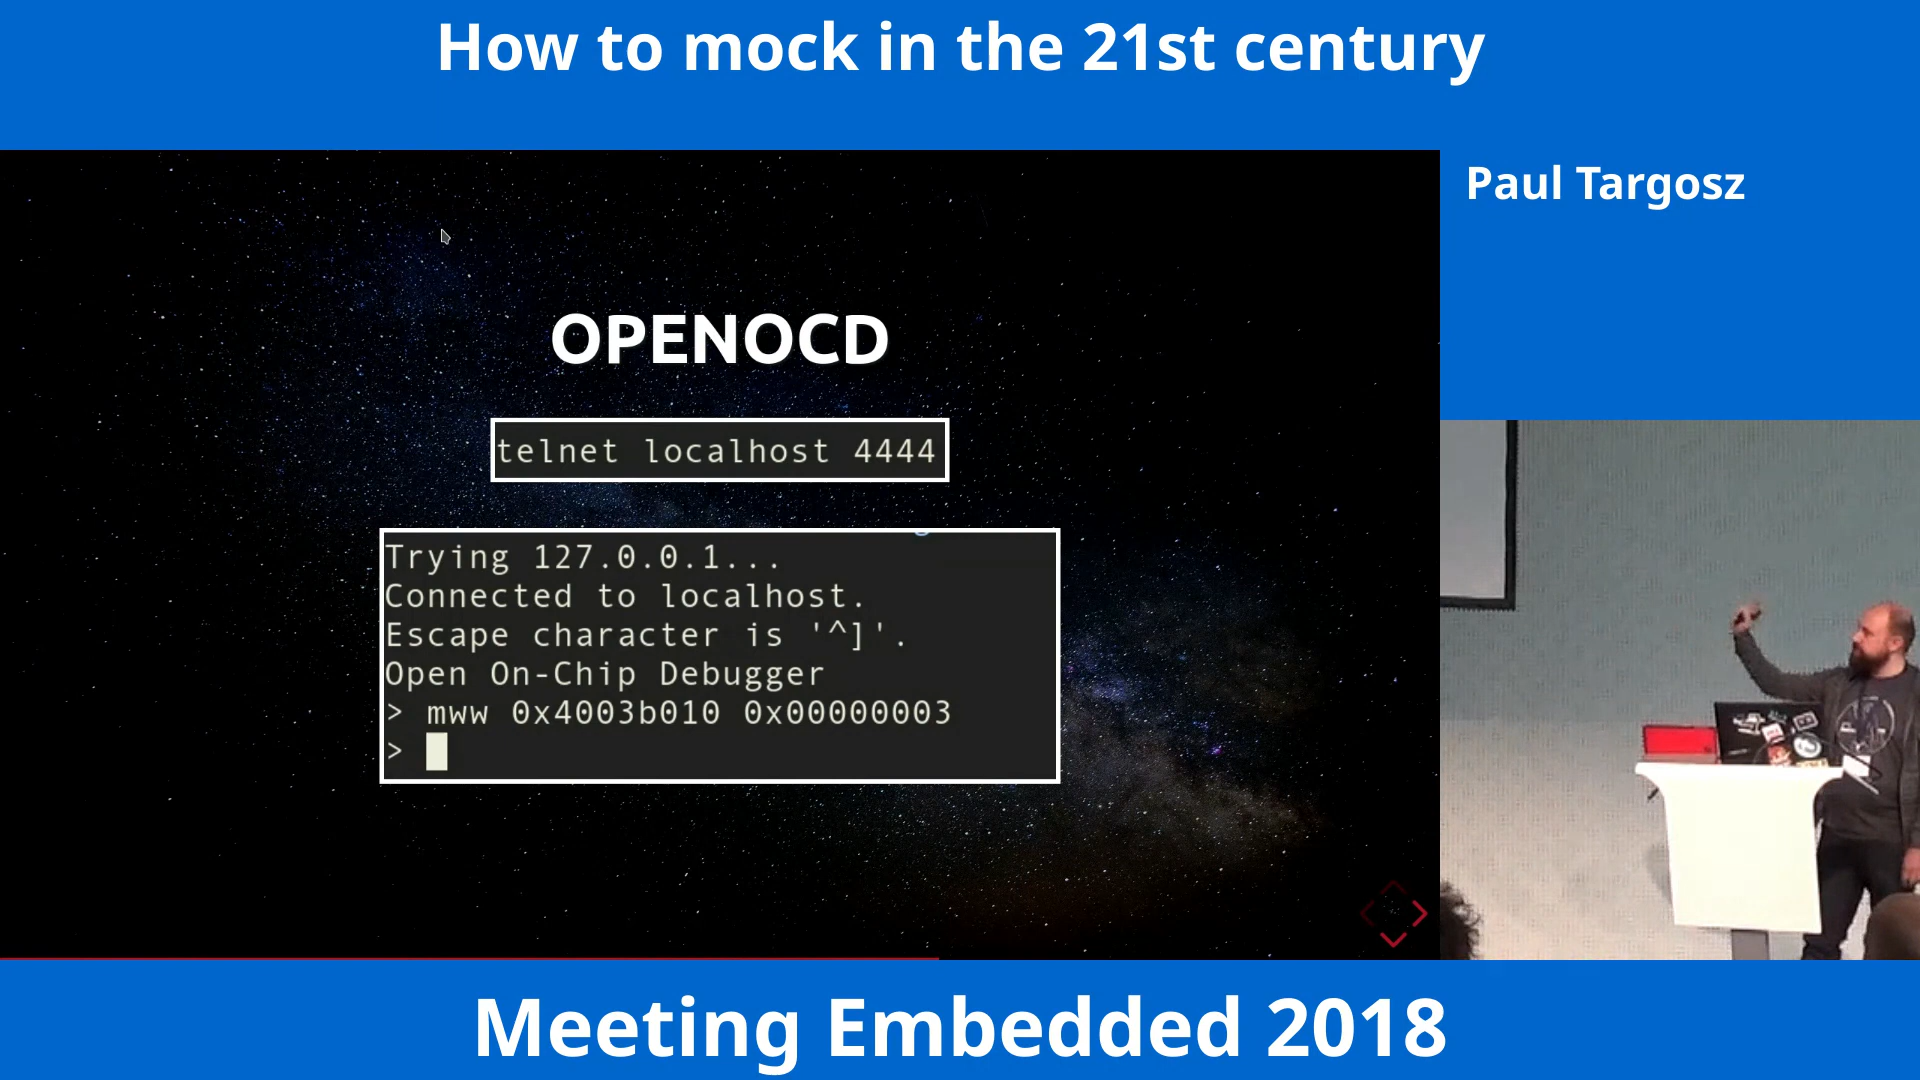 How to mock in the 21st century
Paul Targosz
OPENOCD
telnet localhost 4444
Trying 127.0.0.1...
Connected to localhost.
Escape character is '^]'.
Open On-Chip Debugger
> mww 0x4003b010 0x00000003
>
Meeting Embedded 2018